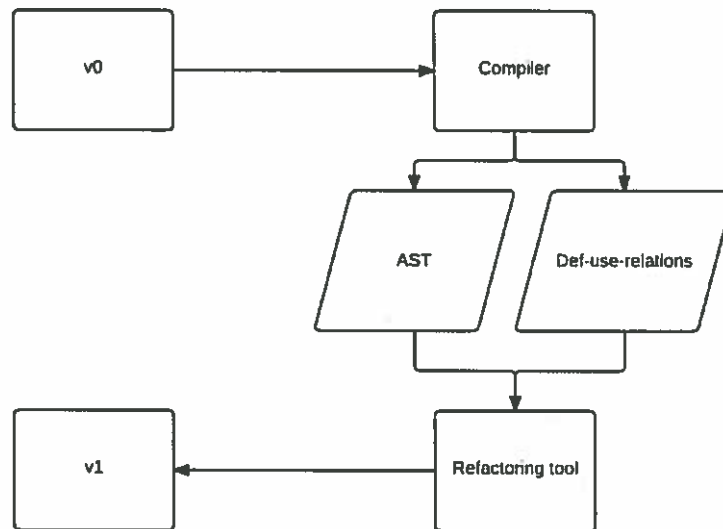 v0
Compiler
AST
Def-use-relations
v1
Refactoring tool